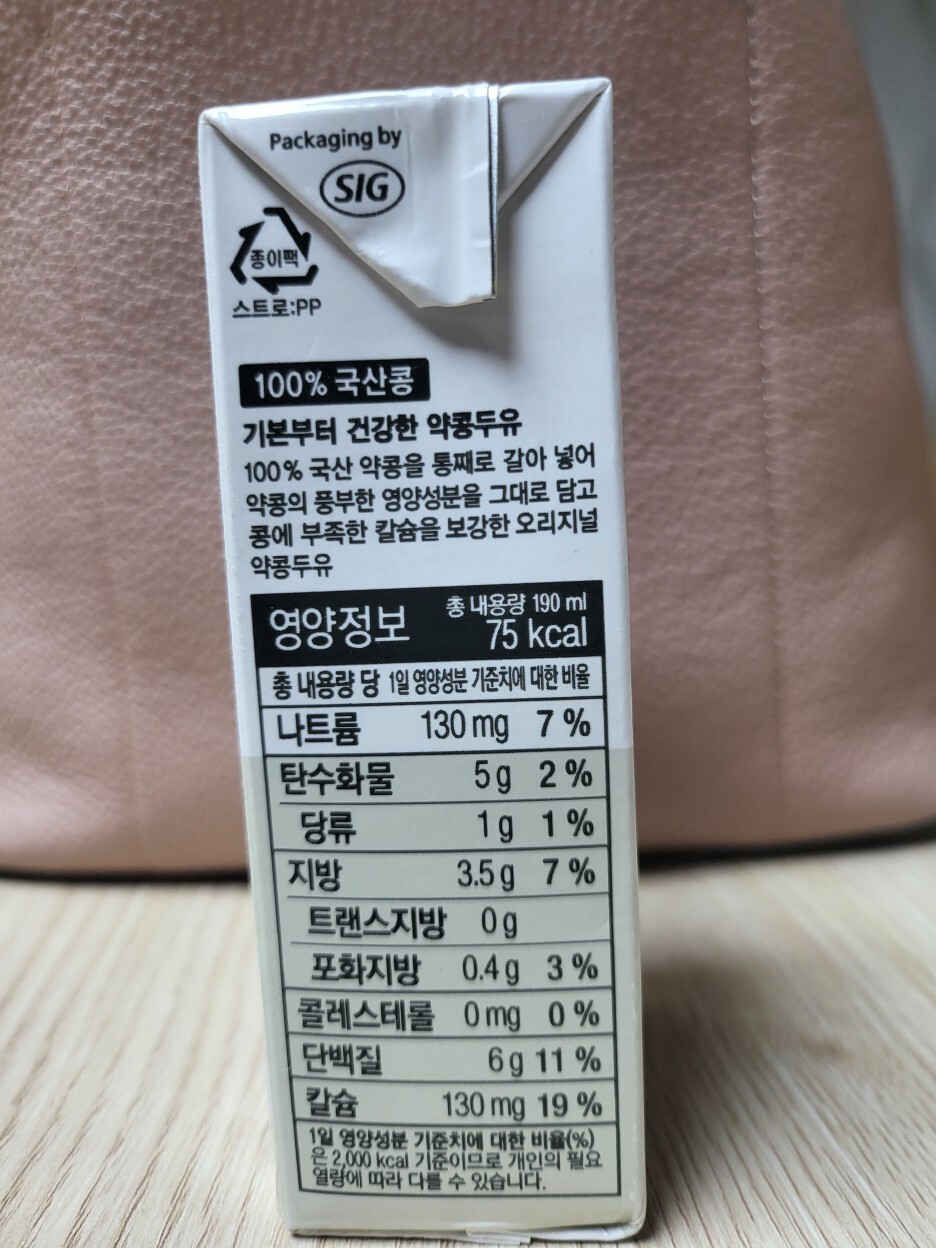 Packaging by
SIG
종이팩
스트로:PP
100% 국산콩
기본부터 건강한 약콩두유
100% 국산 약콩을 통째로 갈아 넣어
약콩의 풍부한 영양성분을 그대로 담고
콩에 부족한 칼슘을 보강한 오리지널
약콩두유
영양정보 총 내용량 190 ml
75 kcal
총 내용량 당 1일 영양성분 기준치에 대한 비율
나트륨 130 mg 7 %
탄수화물 5 g 2 %
당류 1 g 1 %
지방 3.5 g 7 %
트랜스지방 0 g
포화지방 0.4 g 3 %
콜레스테롤 0 mg 0 %
단백질 6 g 11 %
칼슘 130 mg 19 %
1일 영양성분 기준치에 대한 비율(%)
은 2,000 kcal 기준이므로 개인의 필요
열량에 따라 다를 수 있습니다.